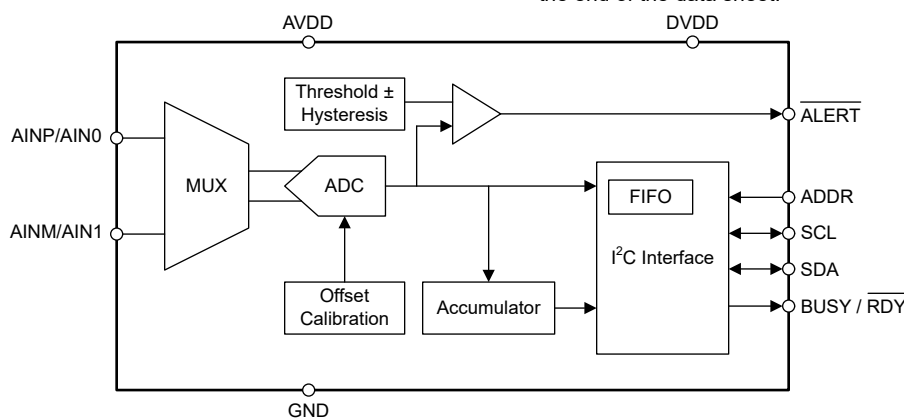 the end of the data sheet.
AVDD
DVDD
Threshold ±
Hysteresis
ALERT
AINP/AIN0
MUX
ADC
FIFO
ADDR
SCL
I²C Interface
AINM/AIN1
SDA
Offset
Calibration
Accumulator
BUSY / RDY
GND